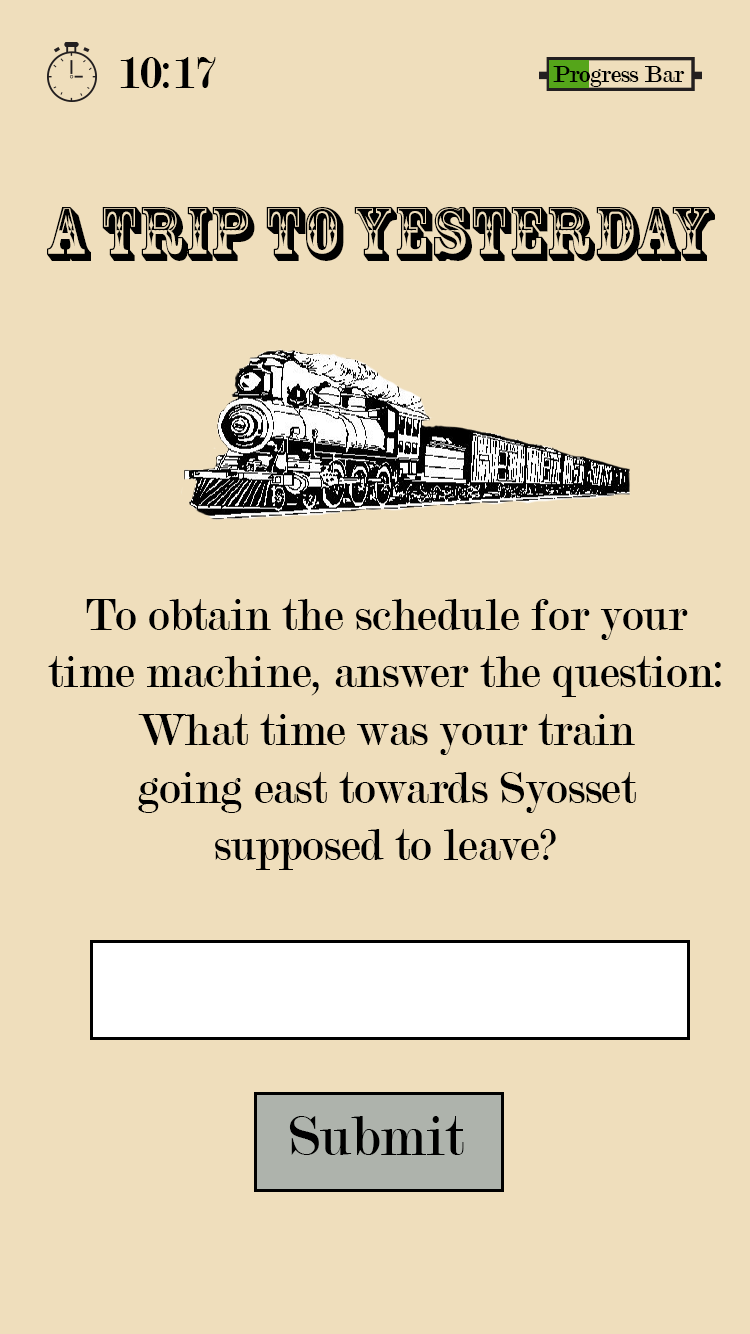 10:17
Progress Bar
A TRIP TO YESTERDAY
To obtain the schedule for your
time machine, answer the question:
What time was your train
going east towards Syosset
supposed to leave?
Submit